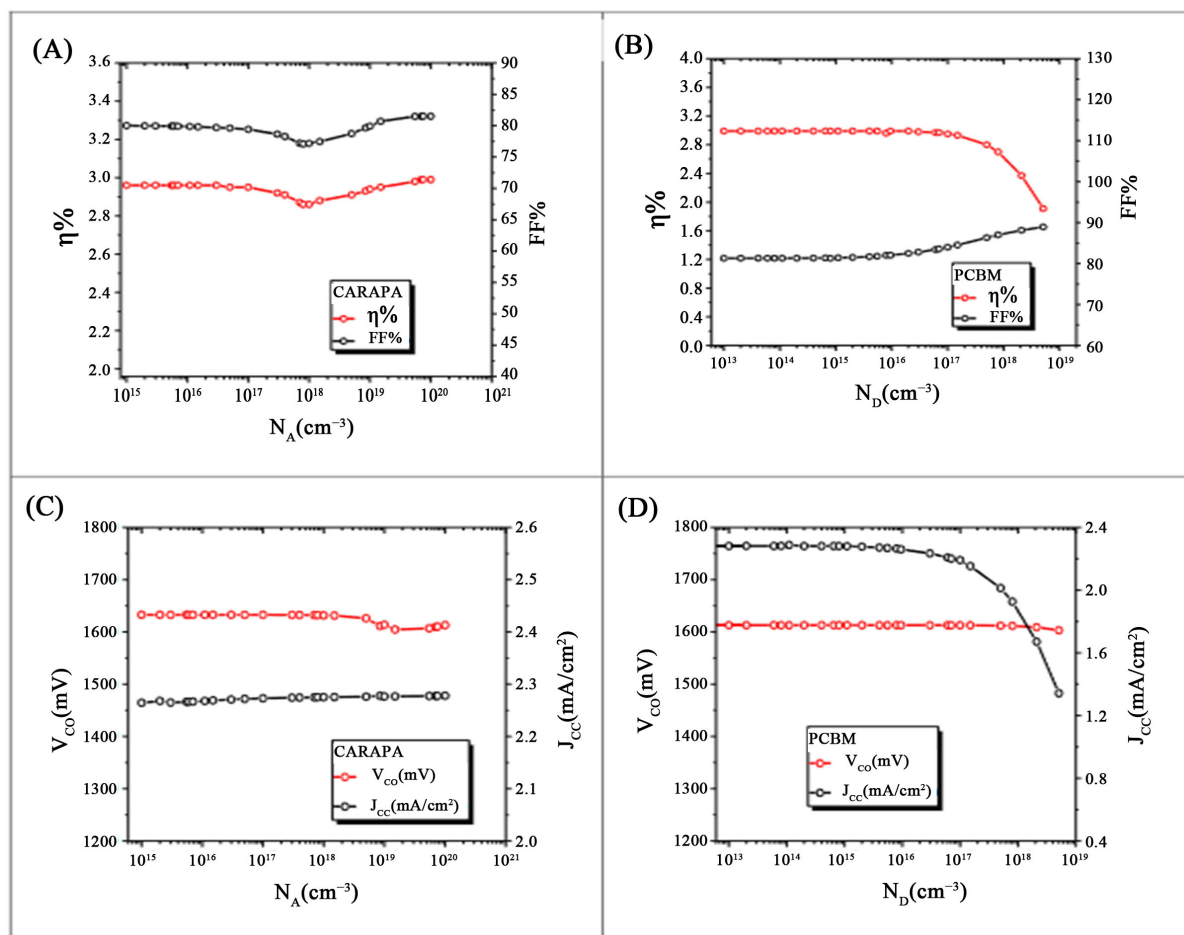 (A)
3.6
3.4
3.2
3.0
2.8
2.6
2.4
2.2
2.0
η%
90
85
80
75
70
65
60
55
50
45
40
FF%
CARAPA
η%
FF%
10¹⁵ 10¹⁶ 10¹⁷ 10¹⁸ 10¹⁹ 10²⁰ 10²¹
N_A(cm⁻³)
(B)
4.0
3.6
3.2
2.8
2.4
2.0
1.6
1.2
0.8
0.4
0.0
η%
130
120
110
100
90
80
70
60
FF%
PCBM
η%
FF%
10¹³ 10¹⁴ 10¹⁵ 10¹⁶ 10¹⁷ 10¹⁸ 10¹⁹
N_D(cm⁻³)
(C)
1800
1700
1600
1500
1400
1300
1200
V_CO(mV)
2.6
2.5
2.4
2.3
2.2
2.1
2.0
J_CC(mA/cm²)
CARAPA
V_CO(mV)
J_CC(mA/cm²)
10¹⁵ 10¹⁶ 10¹⁷ 10¹⁸ 10¹⁹ 10²⁰ 10²¹
N_A(cm⁻³)
(D)
1800
1700
1600
1500
1400
1300
1200
V_CO(mV)
2.4
2.0
1.6
1.2
0.8
0.4
J_CC(mA/cm²)
PCBM
V_CO(mV)
J_CC(mA/cm²)
10¹³ 10¹⁴ 10¹⁵ 10¹⁶ 10¹⁷ 10¹⁸ 10¹⁹
N_D(cm⁻³)